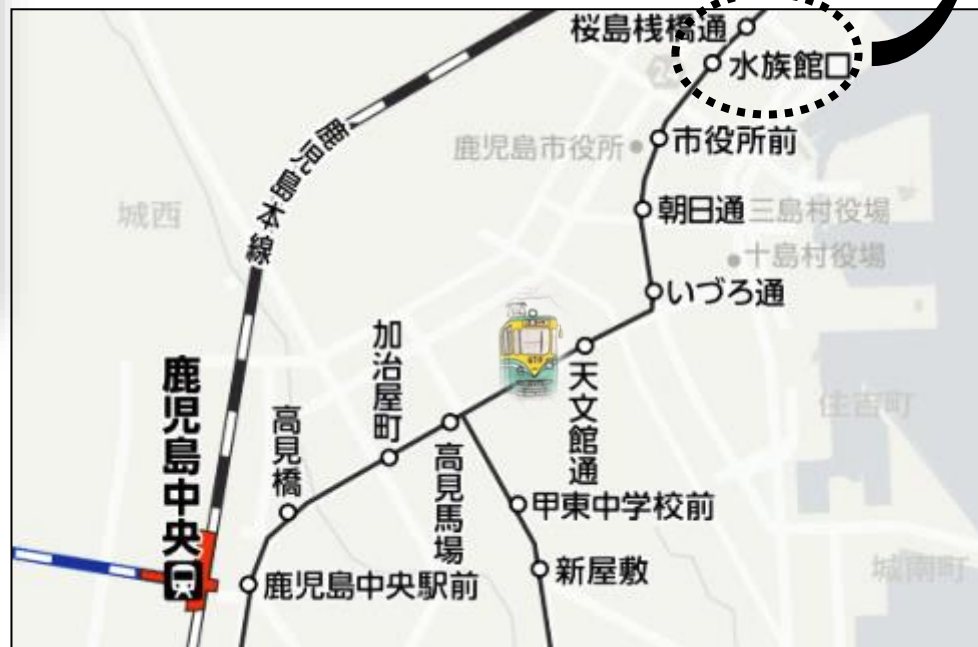 桜島桟橋通
水族館口
市役所前
鹿児島市役所
朝日通
三島村役場
十島村役場
いづろ通
鹿児島本線
城西
加治屋町
天文館通
住吉町
鹿児島中央
高見橋
高見馬場
甲東中学校前
新屋敷
城南町
鹿児島中央駅前